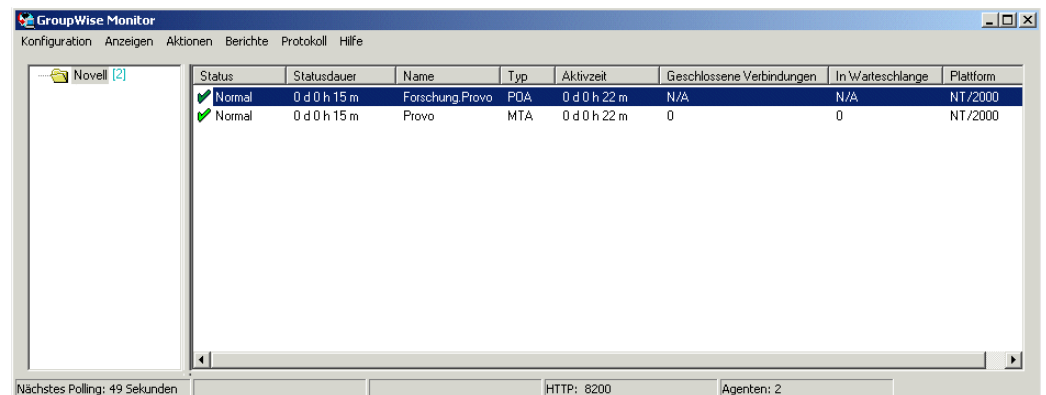 GroupWise Monitor
Konfiguration Anzeigen Aktionen Berichte Protokoll Hilfe
Novell [2]
Status Statusdauer Name Typ Aktivzeit Geschlossene Verbindungen In Warteschlange Plattform
Normal 0 d 0 h 15 m Forschung.Provo POA 0 d 0 h 22 m N/A N/A NT/2000
Normal 0 d 0 h 15 m Provo MTA 0 d 0 h 22 m 0 0 NT/2000
Nächstes Polling: 49 Sekunden HTTP: 8200 Agenten: 2